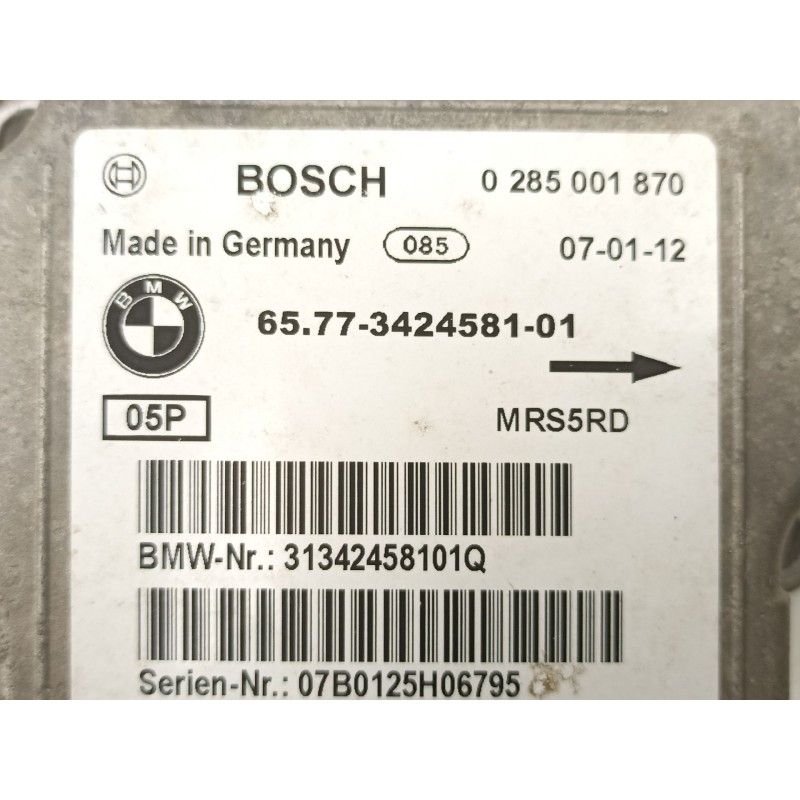 BOSCH 0 285 001 870
Made in Germany 085 07-01-12
BMW 65.77-3424581-01
05P MRS5RD
BMW-Nr.: 31342458101Q
Serien-Nr.: 07B0125H06795